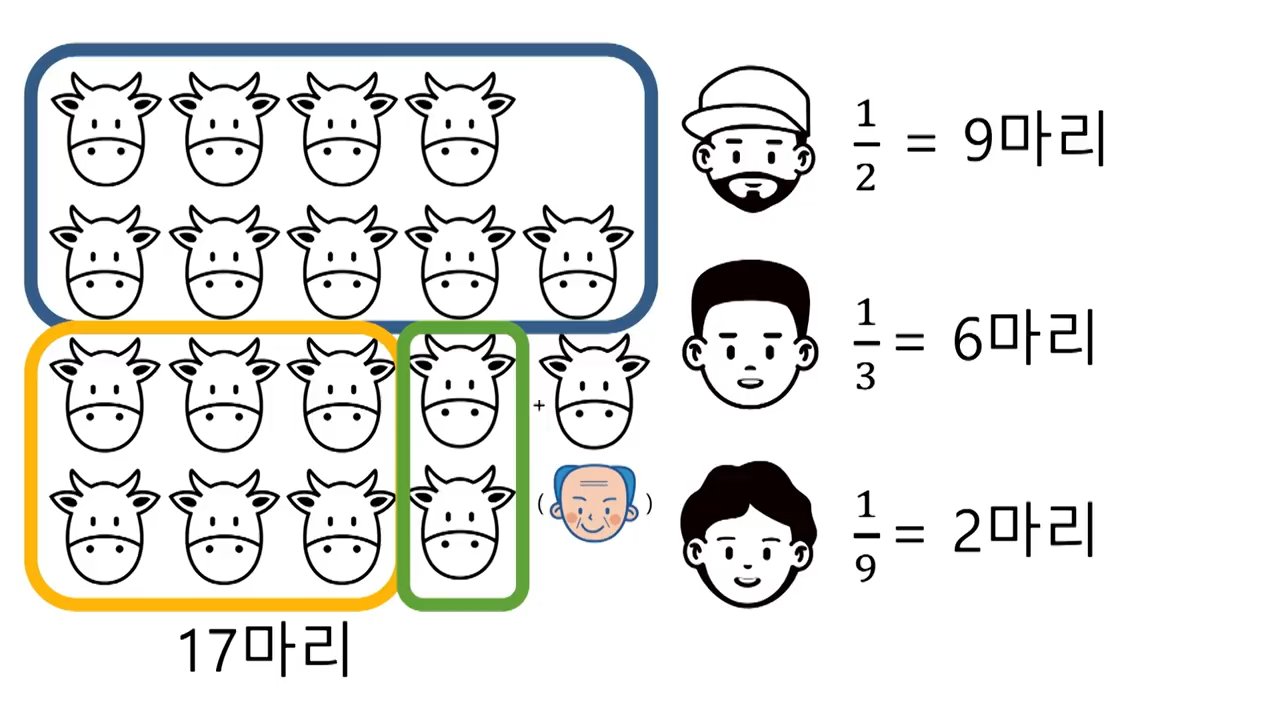 1/2 = 9마리
1/3 = 6마리
+
( )
1/9 = 2마리
17마리